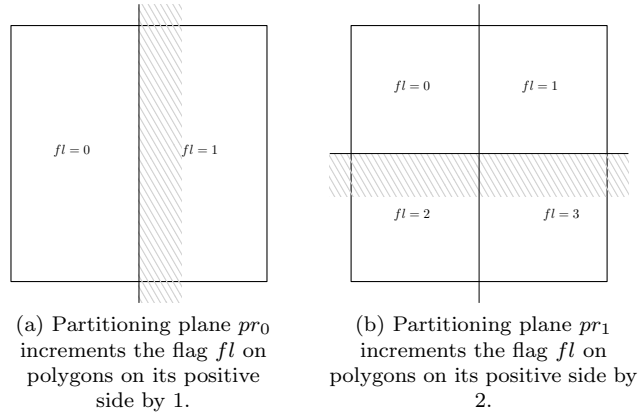 fl = 0
fl = 1
fl = 0
fl = 1
fl = 2
fl = 3
(a) Partitioning plane pr0
increments the flag fl on
polygons on its positive
side by 1.
(b) Partitioning plane pr1
increments the flag fl on
polygons on its positive side by
2.